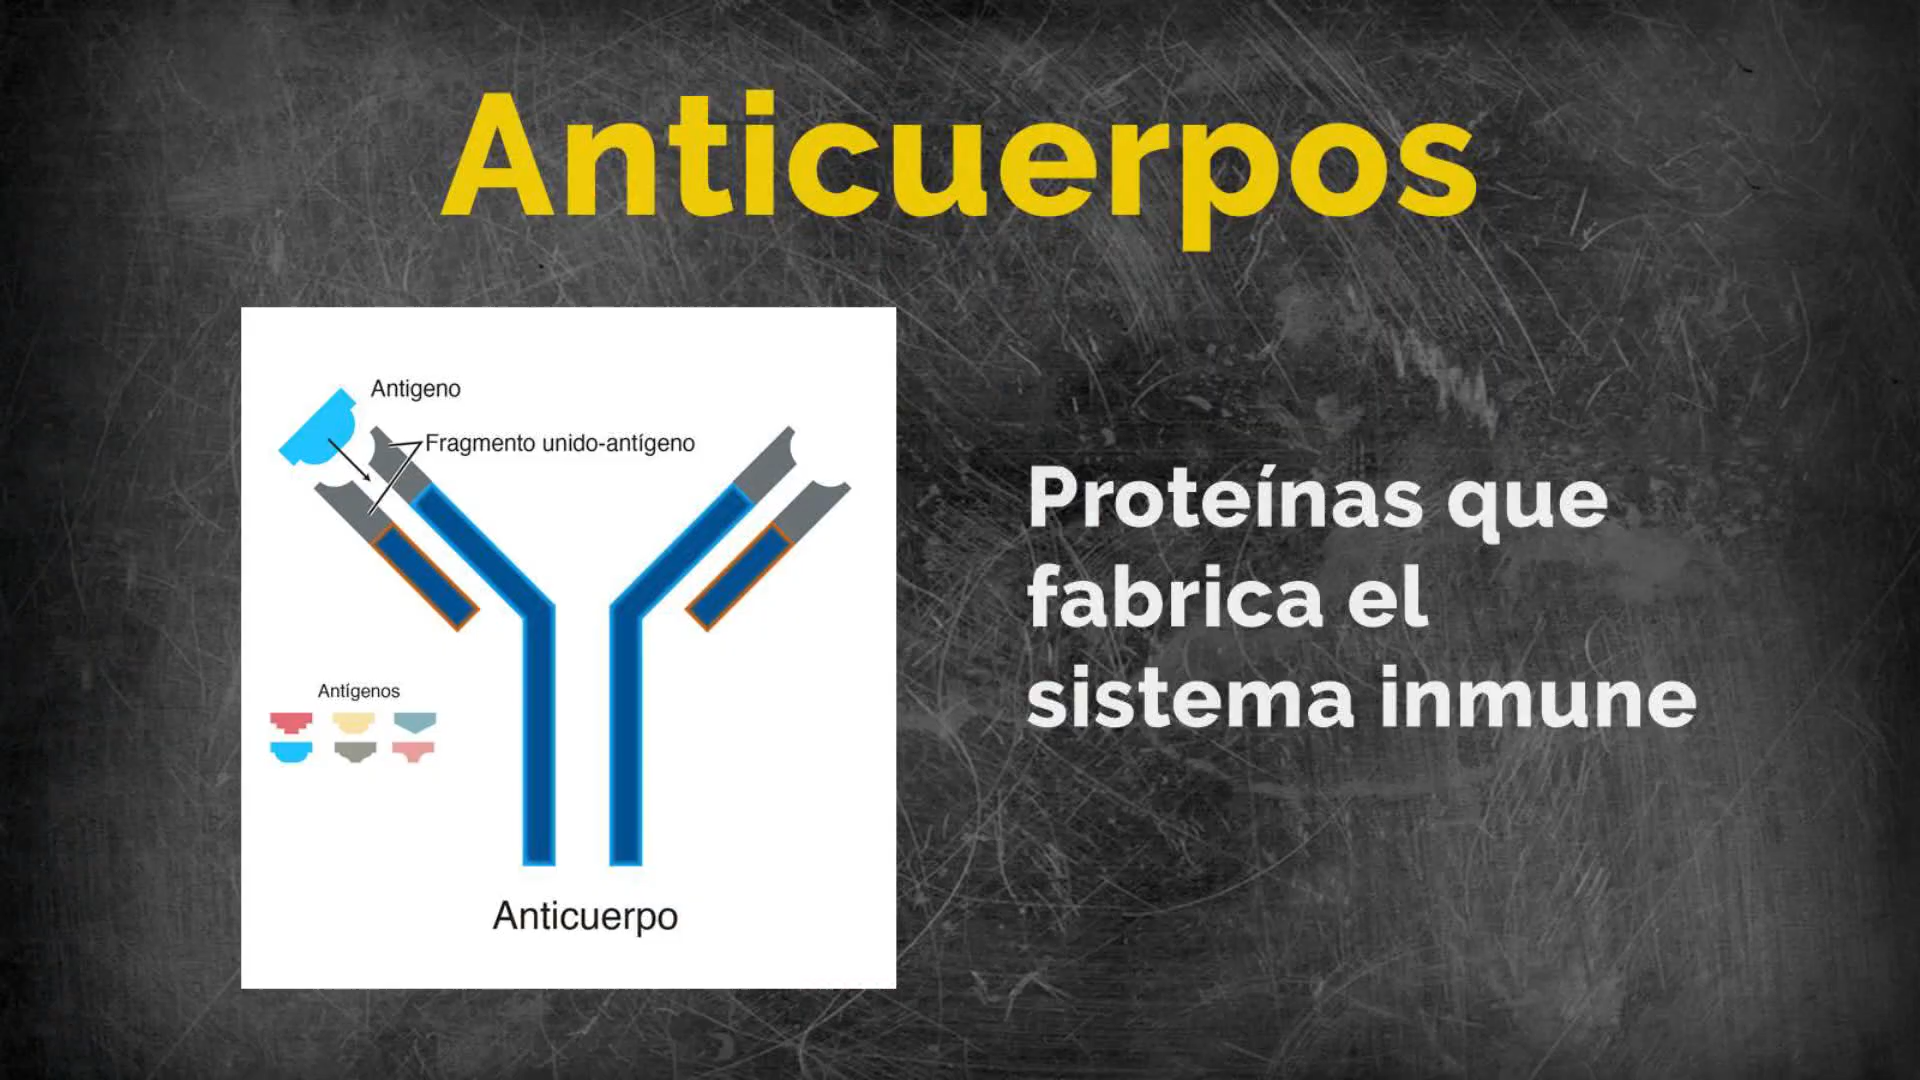 Anticuerpos
Antigeno
Fragmento unido-antígeno
Antígenos
Anticuerpo
Proteínas que
fabrica el
sistema inmune